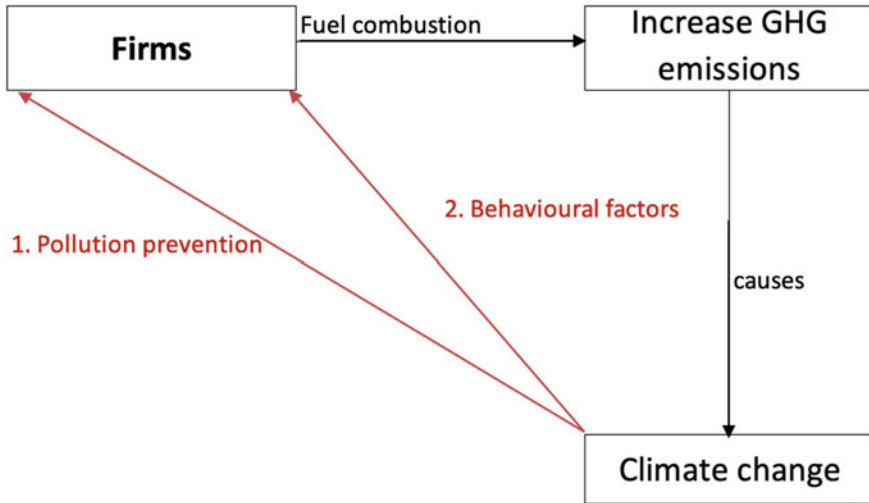 Firms
Fuel combustion
Increase GHG
emissions
2. Behavioural factors
1. Pollution prevention
causes
Climate change